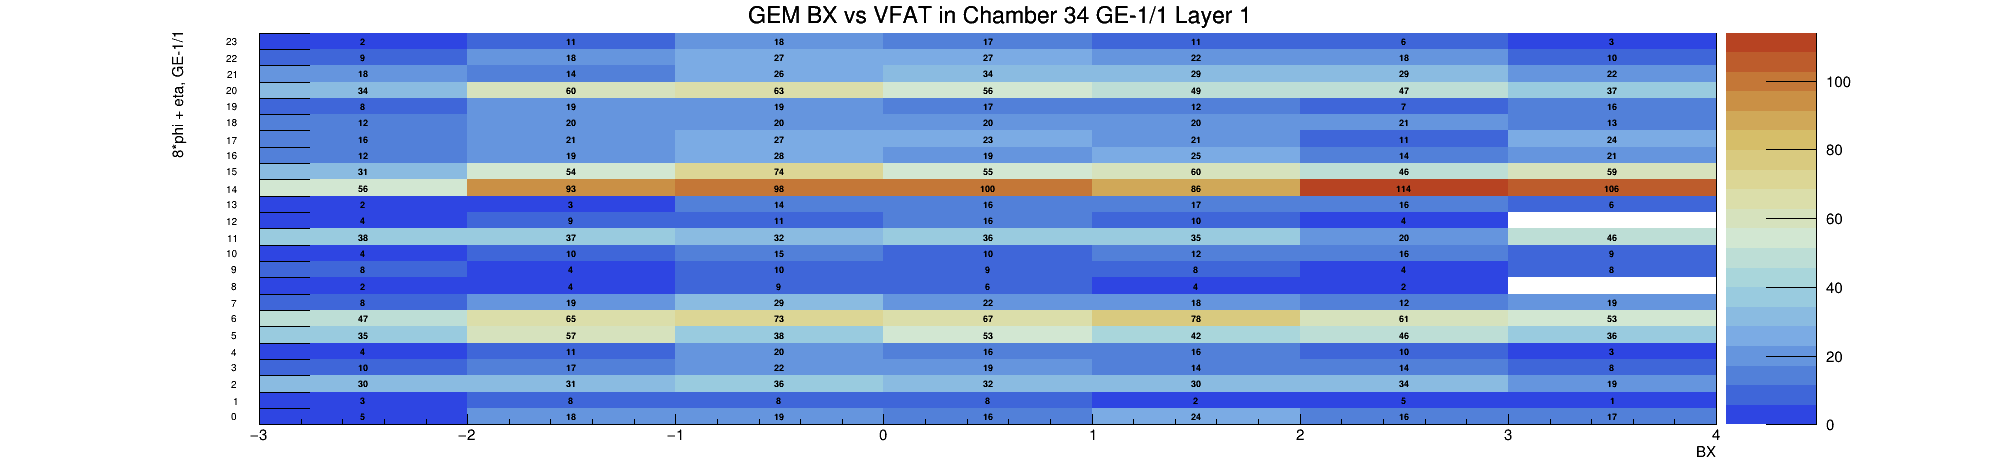 GEM BX vs VFAT in Chamber 34 GE-1/1 Layer 1
8*phi + eta, GE-1/1
23 2 11 18 17 11 6 3
22 9 18 27 27 22 18 10
21 18 14 26 34 29 29 22
20 34 60 63 56 49 47 37
19 8 19 19 17 12 7 16
18 12 20 20 20 20 21 13
17 16 21 27 23 21 11 24
16 12 19 28 19 25 14 21
15 31 54 74 55 60 46 59
14 56 93 98 100 86 114 106
13 2 3 14 16 17 16 6
12 4 9 11 16 10 4
11 38 37 32 36 35 20 46
10 4 10 15 10 12 16 9
9 8 4 10 9 8 4 8
8 2 4 9 6 4 2
7 8 19 29 22 18 12 19
6 47 65 73 67 78 61 53
5 35 57 38 53 42 46 36
4 4 11 20 16 16 10 3
3 10 17 22 19 14 14 8
2 30 31 36 32 30 34 19
1 3 8 8 8 2 5 1
0 5 18 19 16 24 16 17
−3 −2 −1 0 1 2 3 4
BX
100
80
60
40
20
0